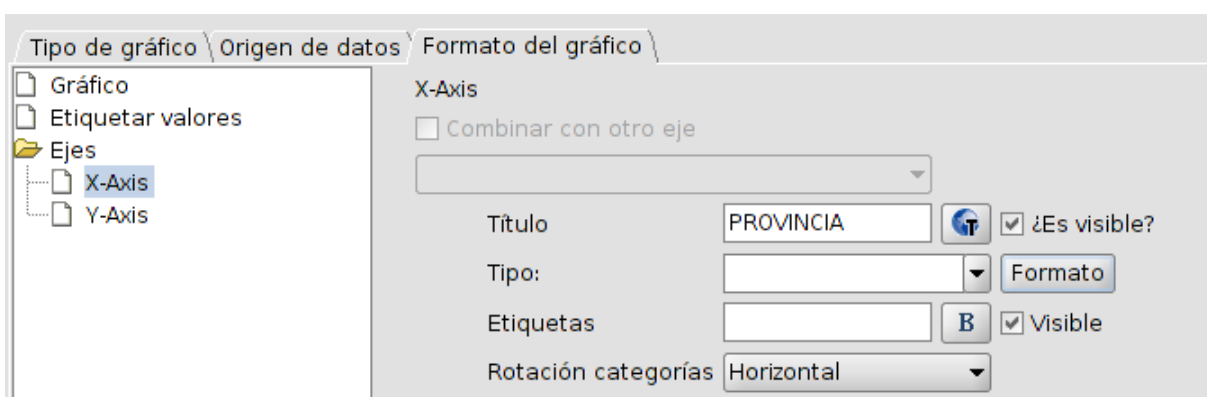 Tipo de gráfico Origen de datos Formato del gráfico
Gráfico
Etiquetar valores
Ejes
X-Axis
Y-Axis
X-Axis
Combinar con otro eje
Título PROVINCIA T ¿Es visible?
Tipo: Formato
Etiquetas B Visible
Rotación categorías Horizontal